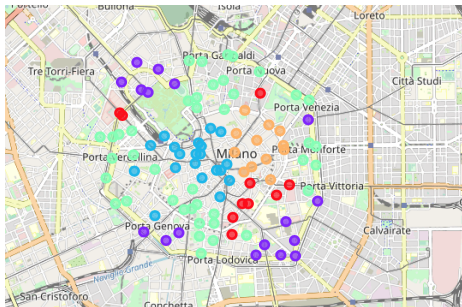 Bullona
Isola
Loreto
Porta Garibaldi
Porta Nuova
Tre Torri-Fiera
Città Studi
Porta Venezia
Porta Vercellina
Milano
Porta Monforte
Porta Vittoria
Porta Genova
Calvairate
Porta Lodovica
Naviglio Grande
San Cristoforo
Conchetta